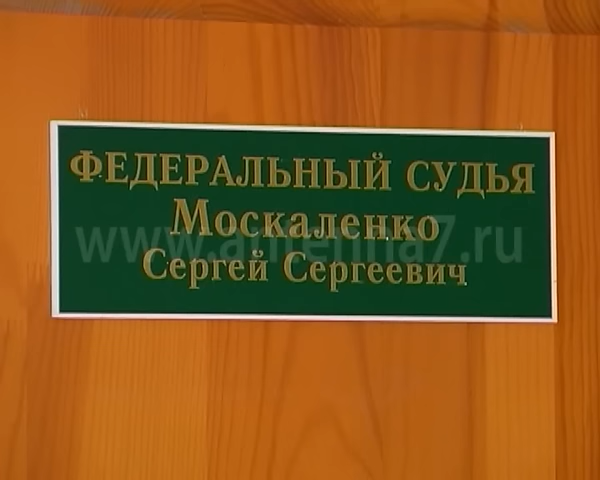 ФЕДЕРАЛЬНЫЙ СУДЬЯ
Москаленко
www.antenna7.ru
Сергей Сергеевич